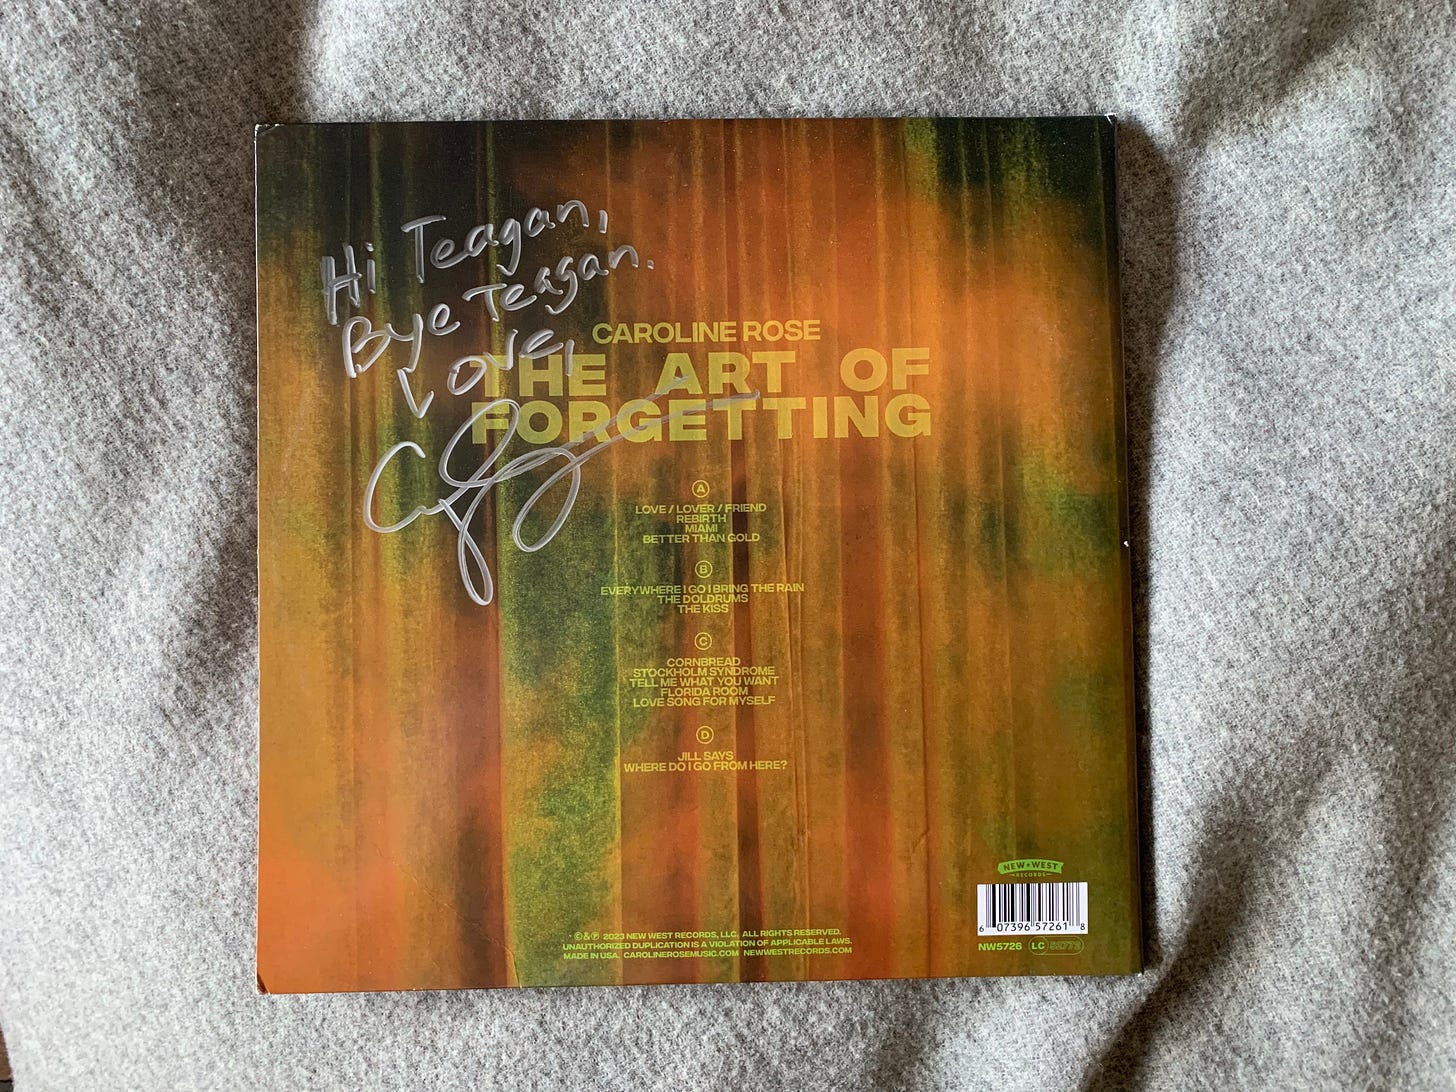 Hi Teagan,
Bye Teagan.
Love,
CAROLINE ROSE
THE ART OF
FORGETTING
A
LOVE / LOVER / FRIEND
REBIRTH
MIAMI
BETTER THAN GOLD
B
EVERYWHERE I GO I BRING THE RAIN
THE DOLDRUMS
THE KISS
C
CORNBREAD
STOCKHOLM SYNDROME
TELL ME WHAT YOU WANT
FLORIDA ROOM
LOVE SONG FOR MYSELF
D
JILL SAYS
WHERE DO I GO FROM HERE?
NEW WEST
RECORDS
6 07396 57261 8
NW5726 LC
©&℗ 2023 NEW WEST RECORDS, LLC. ALL RIGHTS RESERVED.
UNAUTHORIZED DUPLICATION IS A VIOLATION OF APPLICABLE LAWS.
MADE IN USA. CAROLINEROSEMUSIC.COM NEWWESTRECORDS.COM